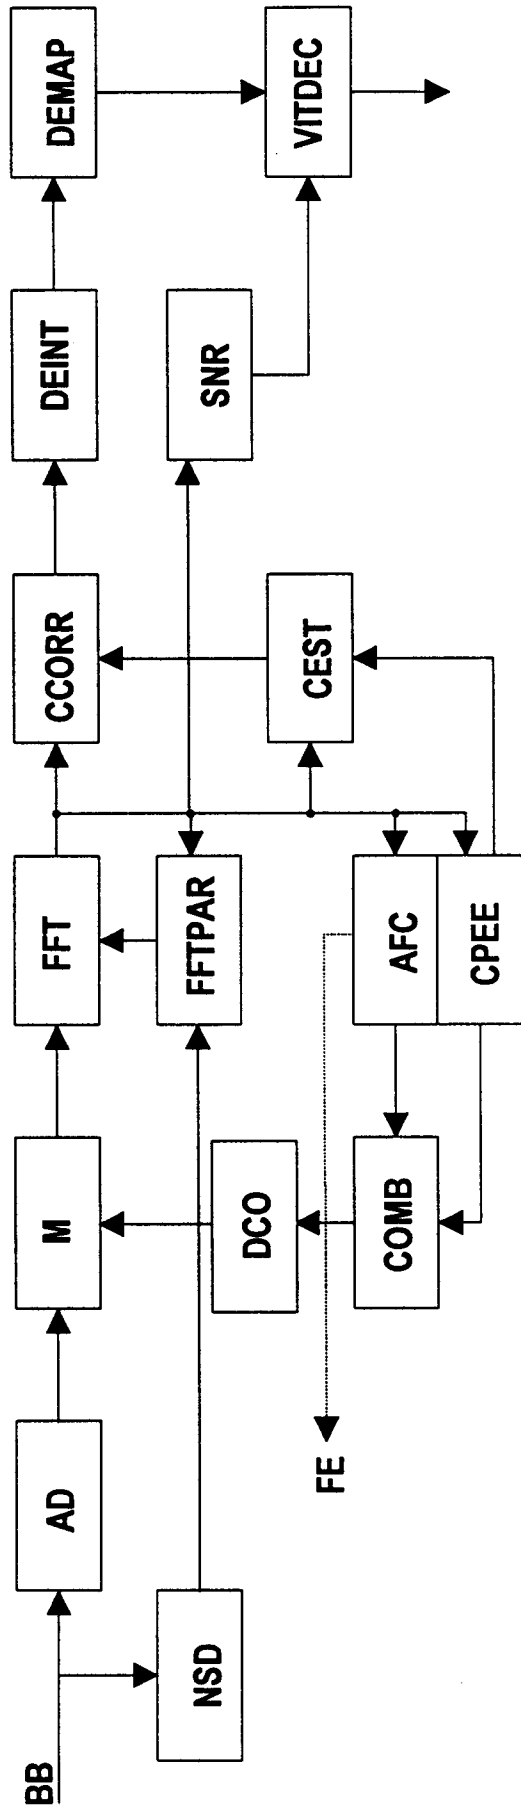 BB
AD
M
FFT
CCORR
DEINT
DEMAP
NSD
FFTPAR
SNR
VITDEC
DCO
CEST
FE
COMB
AFC
CPEE